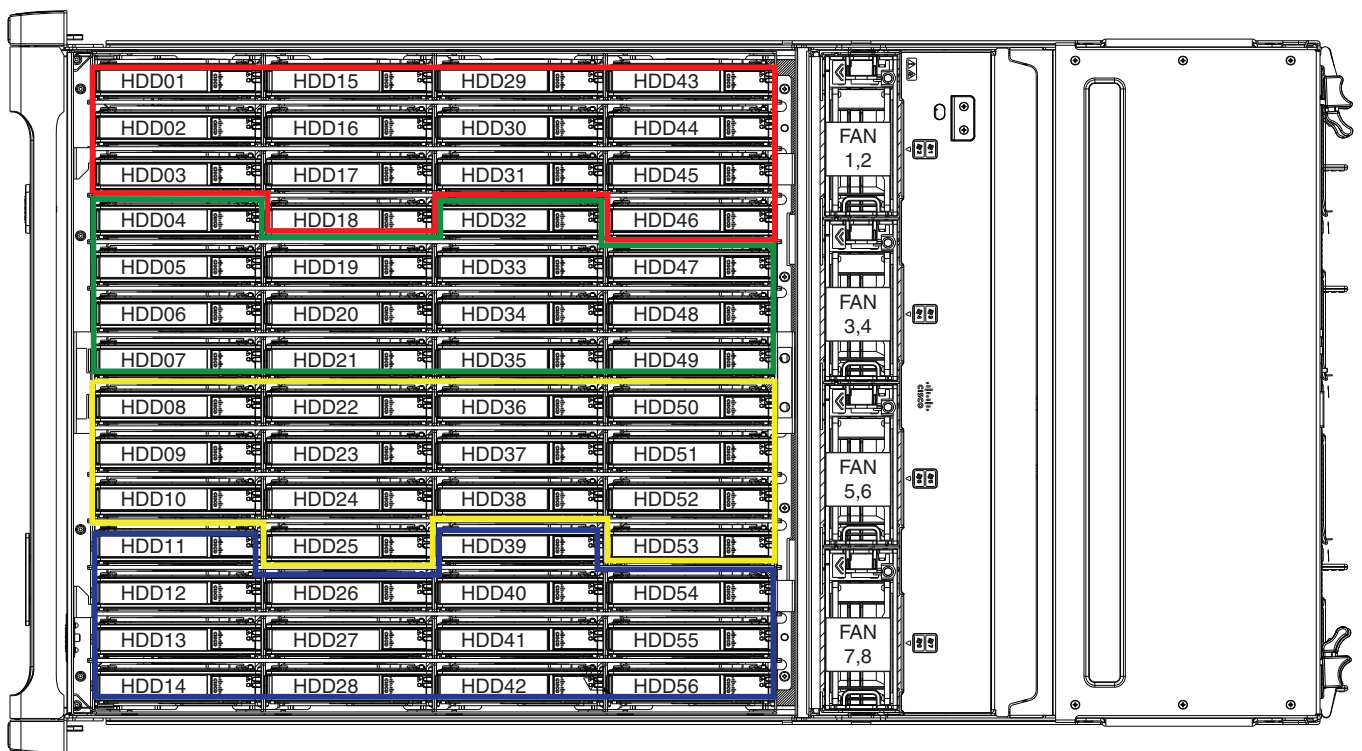 HDD01 HDD15 HDD29 HDD43
HDD02 HDD16 HDD30 HDD44
HDD03 HDD17 HDD31 HDD45
HDD04 HDD18 HDD32 HDD46
HDD05 HDD19 HDD33 HDD47
HDD06 HDD20 HDD34 HDD48
HDD07 HDD21 HDD35 HDD49
HDD08 HDD22 HDD36 HDD50
HDD09 HDD23 HDD37 HDD51
HDD10 HDD24 HDD38 HDD52
HDD11 HDD25 HDD39 HDD53
HDD12 HDD26 HDD40 HDD54
HDD13 HDD27 HDD41 HDD55
HDD14 HDD28 HDD42 HDD56
FAN
1,2
FAN
3,4
FAN
5,6
FAN
7,8
CISCO